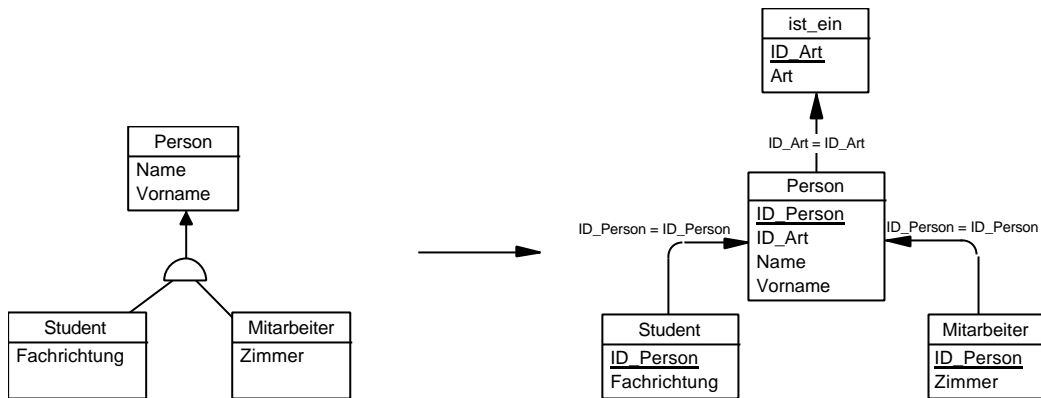 Person
Name
Vorname
Student
Fachrichtung
Mitarbeiter
Zimmer
ist_ein
ID_Art
Art
ID_Art = ID_Art
Person
ID_Person
ID_Art
Name
Vorname
ID_Person = ID_Person
ID_Person = ID_Person
Student
ID_Person
Fachrichtung
Mitarbeiter
ID_Person
Zimmer